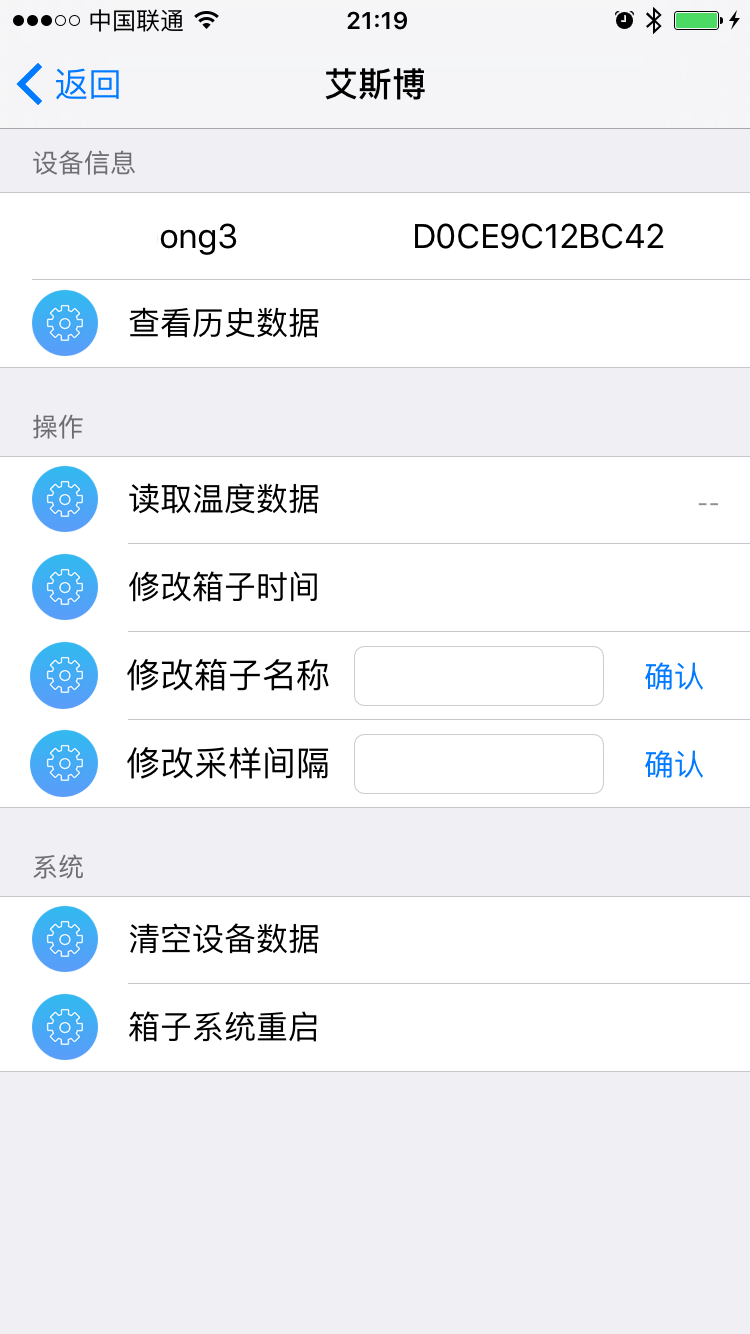 中国联通 21:19
返回 艾斯博
设备信息
ong3 D0CE9C12BC42
查看历史数据
操作
读取温度数据 --
修改箱子时间
修改箱子名称 确认
修改采样间隔 确认
系统
清空设备数据
箱子系统重启